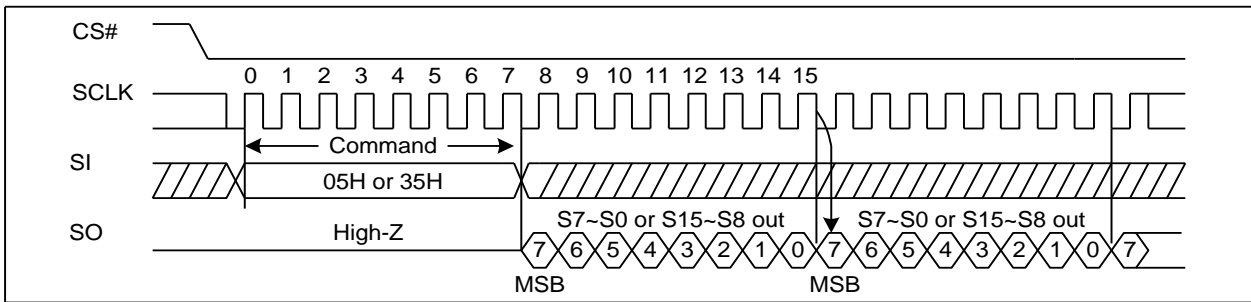 CS#
0 1 2 3 4 5 6 7 8 9 10 11 12 13 14 15
SCLK
Command
SI
05H or 35H
S7~S0 or S15~S8 out S7~S0 or S15~S8 out
SO High-Z
7 6 5 4 3 2 1 0 7 6 5 4 3 2 1 0 7
MSB MSB